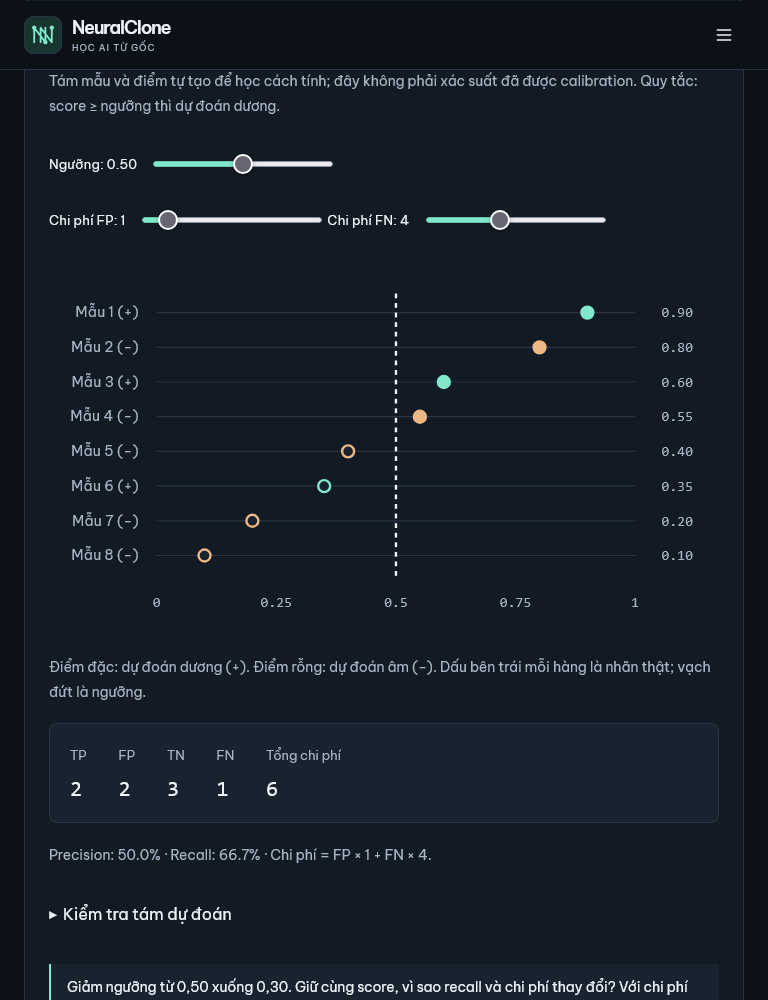 NeuralClone
HỌC AI TỪ GỐC
Tám mẫu và điểm tự tạo để học cách tính; đây không phải xác suất đã được calibration. Quy tắc:
score ≥ ngưỡng thì dự đoán dương.
Ngưỡng: 0.50
Chi phí FP: 1
Chi phí FN: 4
Mẫu 1 (+) 0.90
Mẫu 2 (−) 0.80
Mẫu 3 (+) 0.60
Mẫu 4 (−) 0.55
Mẫu 5 (−) 0.40
Mẫu 6 (+) 0.35
Mẫu 7 (−) 0.20
Mẫu 8 (−) 0.10
0 0.25 0.5 0.75 1
Điểm đặc: dự đoán dương (+). Điểm rỗng: dự đoán âm (−). Dấu bên trái mỗi hàng là nhãn thật; vạch
đứt là ngưỡng.
TP FP TN FN Tổng chi phí
2 2 3 1 6
Precision: 50.0% · Recall: 66.7% · Chi phí = FP × 1 + FN × 4.
▸ Kiểm tra tám dự đoán
Giảm ngưỡng từ 0,50 xuống 0,30. Giữ cùng score, vì sao recall và chi phí thay đổi? Với chi phí